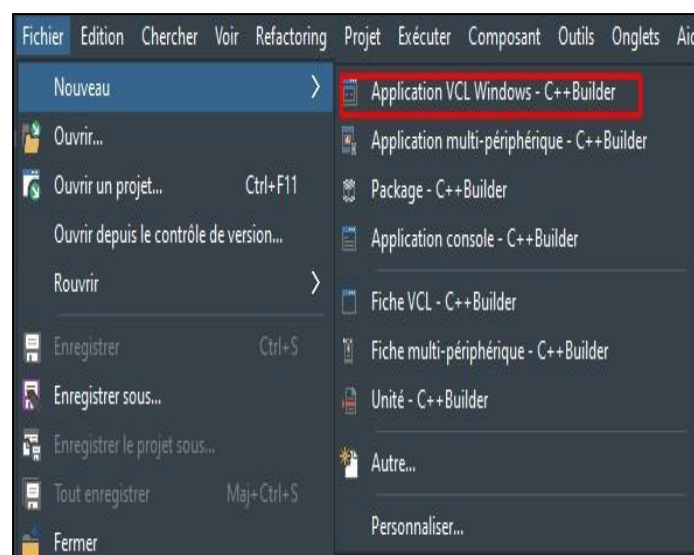 Fichier Edition Chercher Voir Refactoring Projet Exécuter Composant Outils Onglets
Nouveau
Ouvrir...
Ouvrir un projet... Ctrl+F11
Ouvrir depuis le contrôle de version...
Rouvrir
Enregistrer Ctrl+S
Enregistrer sous...
Enregistrer le projet sous...
Tout enregistrer Maj+Ctrl+S
Fermer
Application VCL Windows - C++Builder
Application multi-périphérique - C++Builder
Package - C++Builder
Application console - C++Builder
Fiche VCL - C++Builder
Fiche multi-périphérique - C++Builder
Unité - C++Builder
Autre...
Personnaliser...